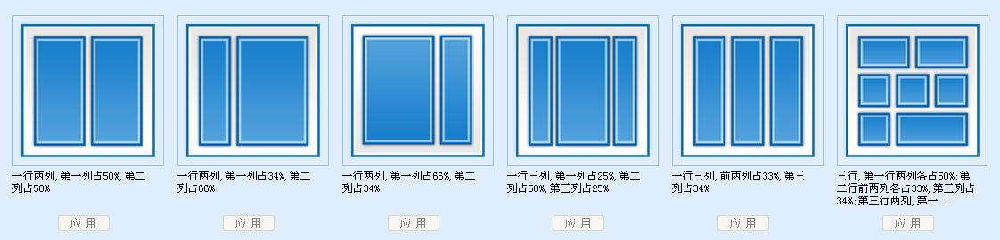 一行两列, 第一列占50%, 第二
列占50%
一行两列, 第一列占34%, 第二
列占66%
一行两列, 第一列占66%, 第二
列占34%
一行三列, 第一列占25%, 第二
列占50%, 第三列占25%
一行三列, 前两列占33%, 第三
列占34%
三行, 第一行两列各占50%;第
二行前两列各占33%, 第三列占
34%;第三行两列, 第一...
应 用
应 用
应 用
应 用
应 用
应 用